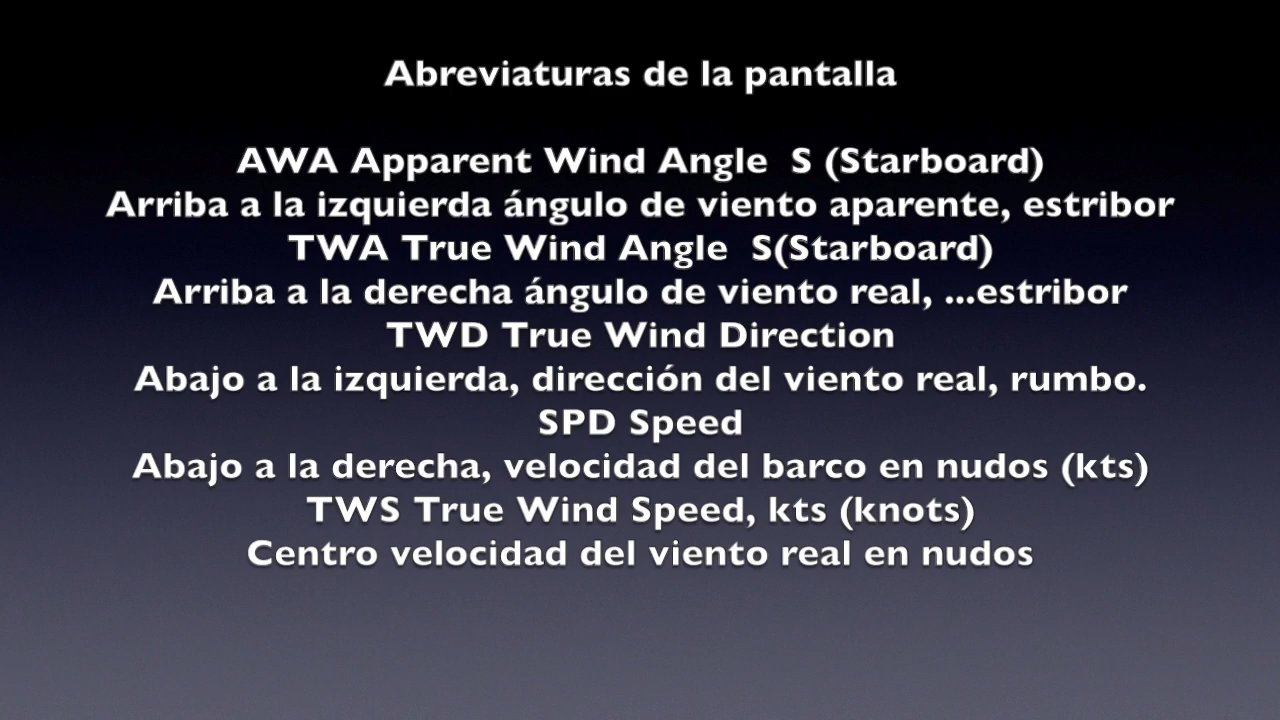 Abreviaturas de la pantalla
AWA Apparent Wind Angle  S (Starboard)
Arriba a la izquierda ángulo de viento aparente, estribor
TWA True Wind Angle  S(Starboard)
Arriba a la derecha ángulo de viento real, ...estribor
TWD True Wind Direction
Abajo a la izquierda, dirección del viento real, rumbo.
SPD Speed
Abajo a la derecha, velocidad del barco en nudos (kts)
TWS True Wind Speed, kts (knots)
Centro velocidad del viento real en nudos